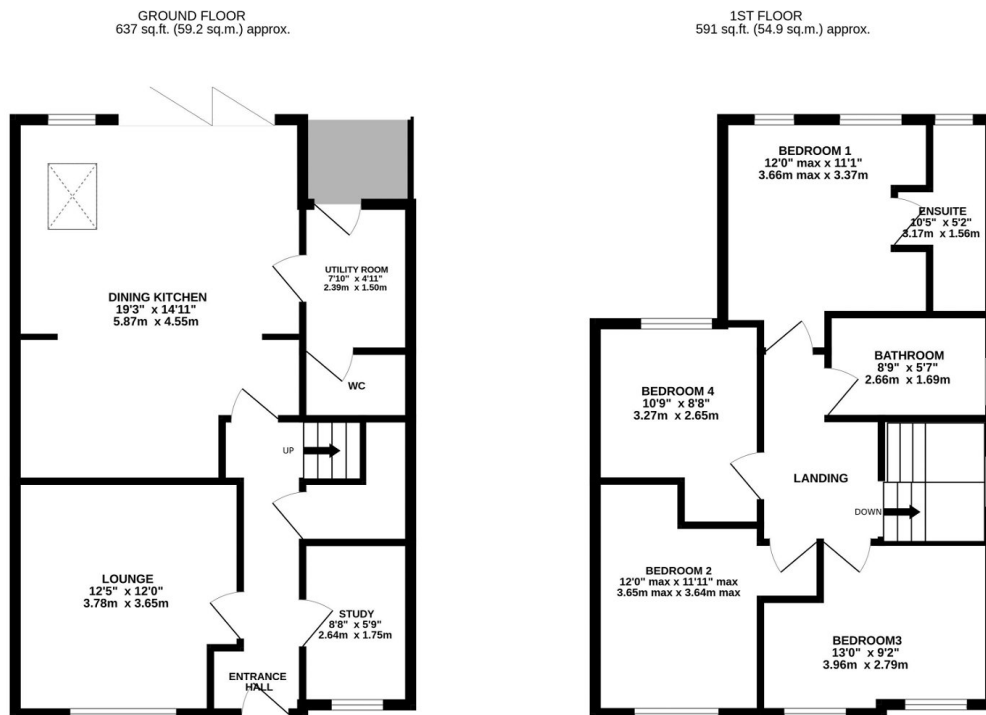 GROUND FLOOR
637 sq.ft. (59.2 sq.m.) approx.
DINING KITCHEN
19'3" x 14'11"
5.87m x 4.55m
UTILITY ROOM
7'10" x 4'11"
2.39m x 1.50m
WC
UP
LOUNGE
12'5" x 12'0"
3.78m x 3.65m
STUDY
8'8" x 5'9"
2.64m x 1.75m
ENTRANCE
HALL
1ST FLOOR
591 sq.ft. (54.9 sq.m.) approx.
BEDROOM 1
12'0" max x 11'1"
3.66m max x 3.37m
ENSUITE
10'5" x 5'2"
3.17m x 1.56m
BATHROOM
8'9" x 5'7"
2.66m x 1.69m
BEDROOM 4
10'9" x 8'8"
3.27m x 2.65m
LANDING
DOWN
BEDROOM 2
12'0" max x 11'11" max
3.65m max x 3.64m max
BEDROOM3
13'0" x 9'2"
3.96m x 2.79m